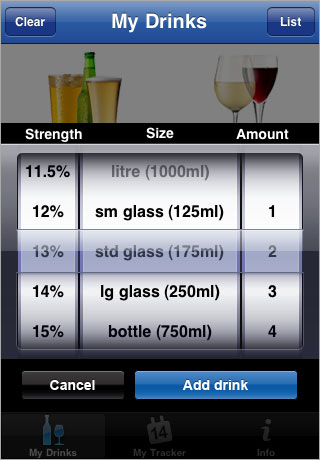 Clear My Drinks List
Strength Size Amount
11.5% litre (1000ml)
12% sm glass (125ml) 1
13% std glass (175ml) 2
14% lg glass (250ml) 3
15% bottle (750ml) 4
Cancel Add drink
14
My Drinks My Tracker Info